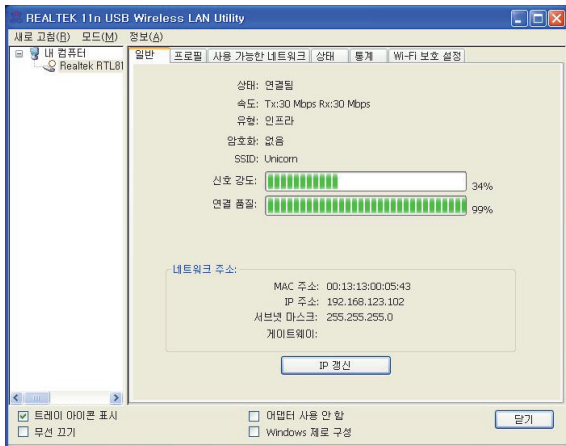 REALTEK 11n USB Wireless LAN Utility
새로 고침(R) 모드(M) 정보(A)
내 컴퓨터
Realtek RTL81
일반 프로필 사용 가능한 네트워크 상태 통계 Wi-Fi 보호 설정
상태: 연결됨
속도: Tx:30 Mbps Rx:30 Mbps
유형: 인프라
암호화: 없음
SSID: Unicorn
신호 강도: 34%
연결 품질: 99%
네트워크 주소:
MAC 주소: 00:13:13:00:05:43
IP 주소: 192.168.123.102
서브넷 마스크: 255.255.255.0
게이트웨이:
IP 갱신
트레이 아이콘 표시
어댑터 사용 안 함
닫기
무선 끄기
Windows 제로 구성